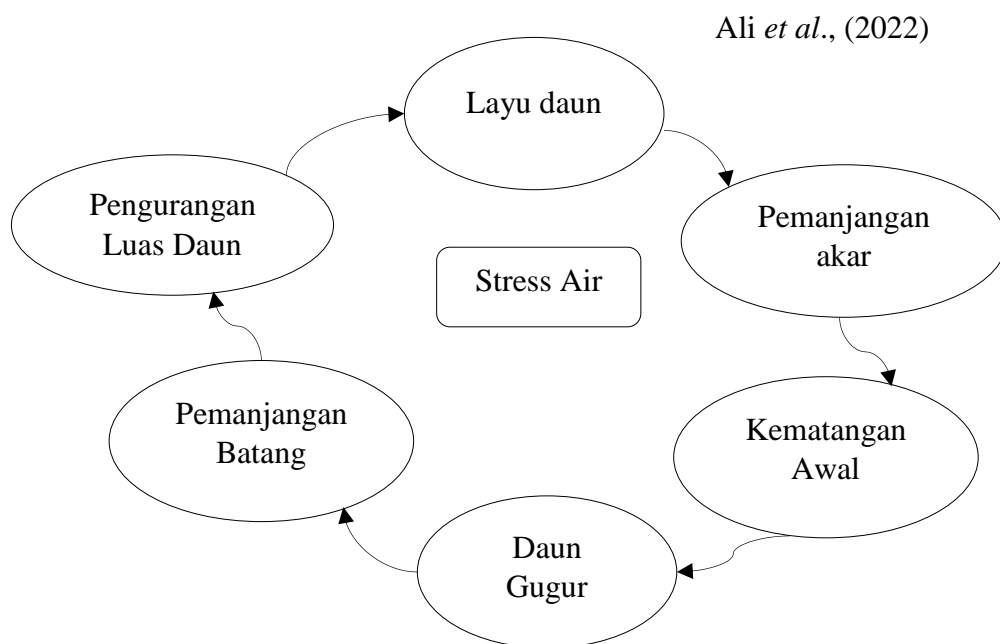 Ali et al., (2022)
Layu daun
Pemanjangan
akar
Kematangan
Awal
Daun
Gugur
Pemanjangan
Batang
Pengurangan
Luas Daun
Stress Air